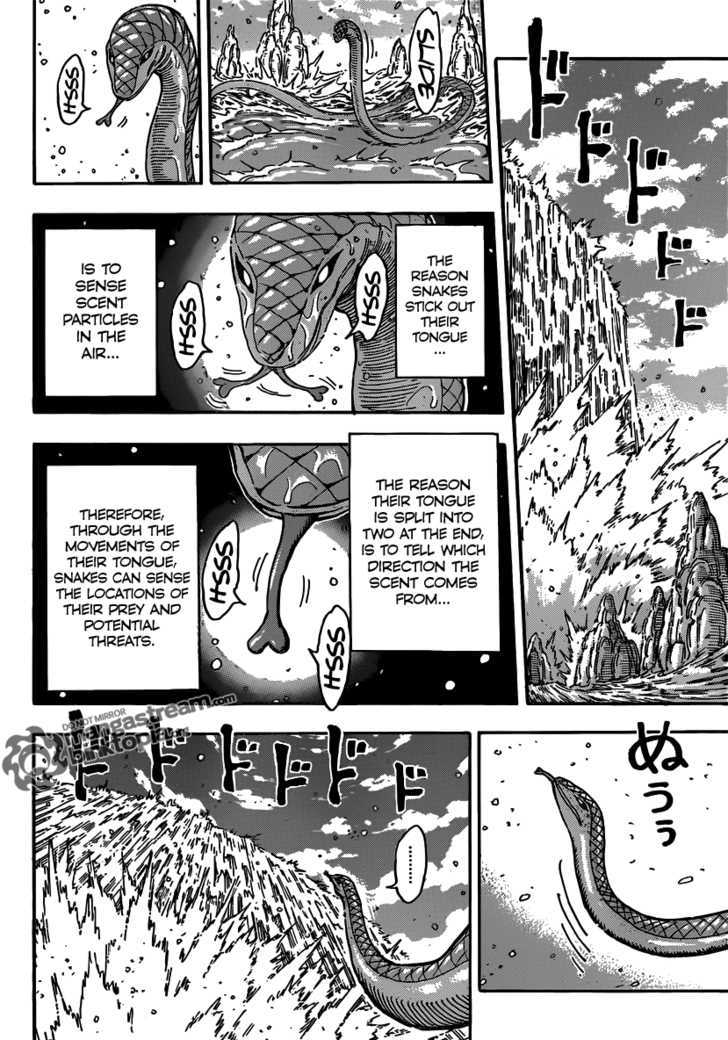 ドドドドド
SLIDE
HSSS
THE
REASON
SNAKES
STICK OUT
THEIR
TONGUE
...
HSSS
HSSS
IS TO
SENSE
SCENT
PARTICLES
IN THE
AIR...
THE REASON
THEIR TONGUE
IS SPLIT INTO
TWO AT THE END,
IS TO TELL WHICH
DIRECTION THE
SCENT COMES
FROM...
HSSS
HSSS
THEREFORE,
THROUGH THE
MOVEMENTS OF
THEIR TONGUE,
SNAKES CAN SENSE
THE LOCATIONS OF
THEIR PREY AND
POTENTIAL
THREATS.
ぬぅぅ
ドドドドドド
.......
DO NOT MIRROR
mangastream.com